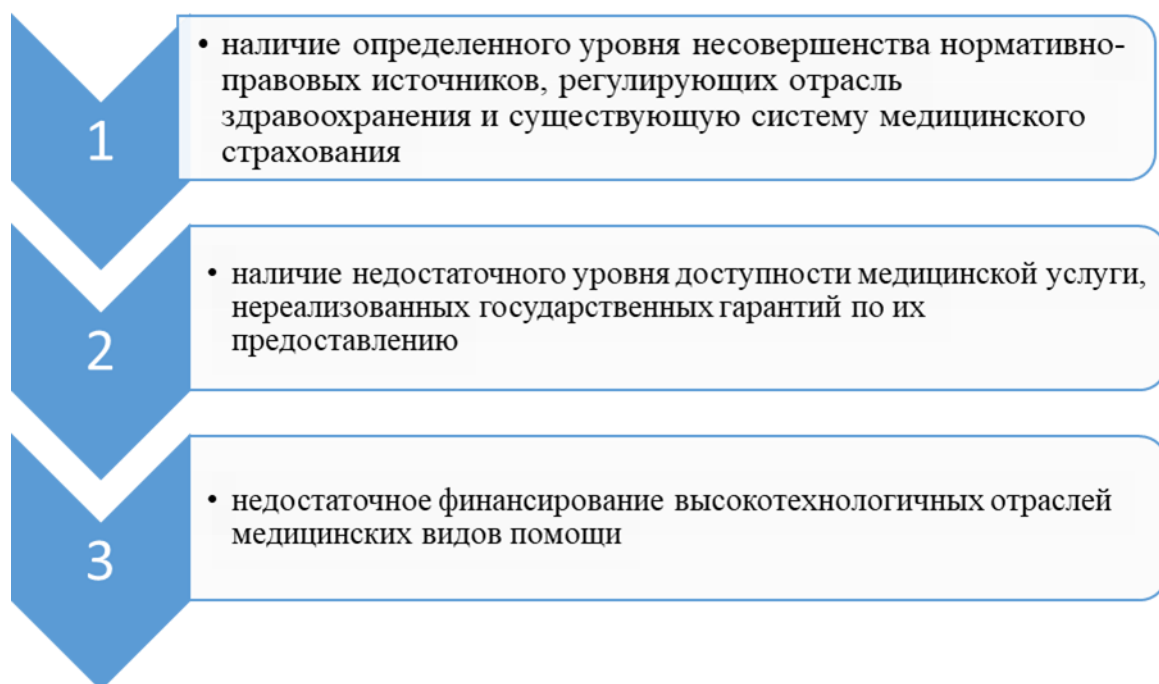 1
• наличие определенного уровня несовершенства нормативно-
правовых источников, регулирующих отрасль
здравоохранения и существующую систему медицинского
страхования
2
• наличие недостаточного уровня доступности медицинской услуги,
нереализованных государственных гарантий по их
предоставлению
3
• недостаточное финансирование высокотехнологичных отраслей
медицинских видов помощи